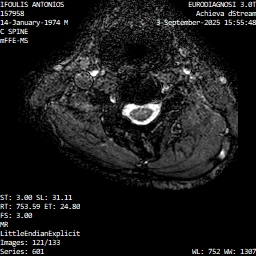 IFOULIS ANTONIOS
EURODIAGNOSI 3.0T
157958
Achieva dStream
14-January-1974 M
3-September-2025 15:55:48
C SPINE
mFFE-MS
ST: 3.00 SL: 31.11
RT: 753.59 ET: 24.80
FS: 3.00
MR
LittleEndianExplicit
Images: 121/133
Series: 601
WL: 752 WW: 1307